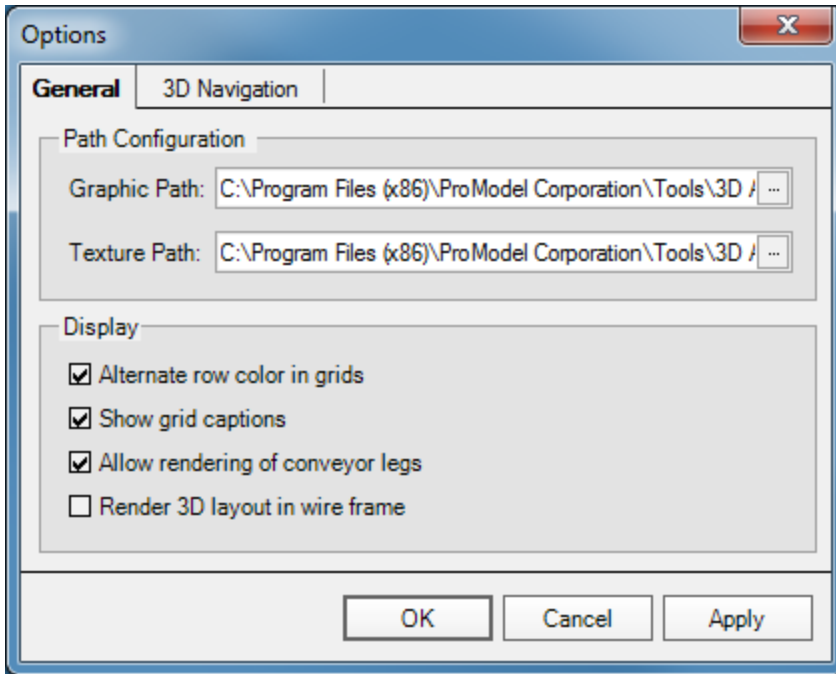 Options
General 3D Navigation
Path Configuration
Graphic Path: C:\Program Files (x86)\ProModel Corporation\Tools\3D ...
Texture Path: C:\Program Files (x86)\ProModel Corporation\Tools\3D ...
Display
Alternate row color in grids
Show grid captions
Allow rendering of conveyor legs
Render 3D layout in wire frame
OK Cancel Apply